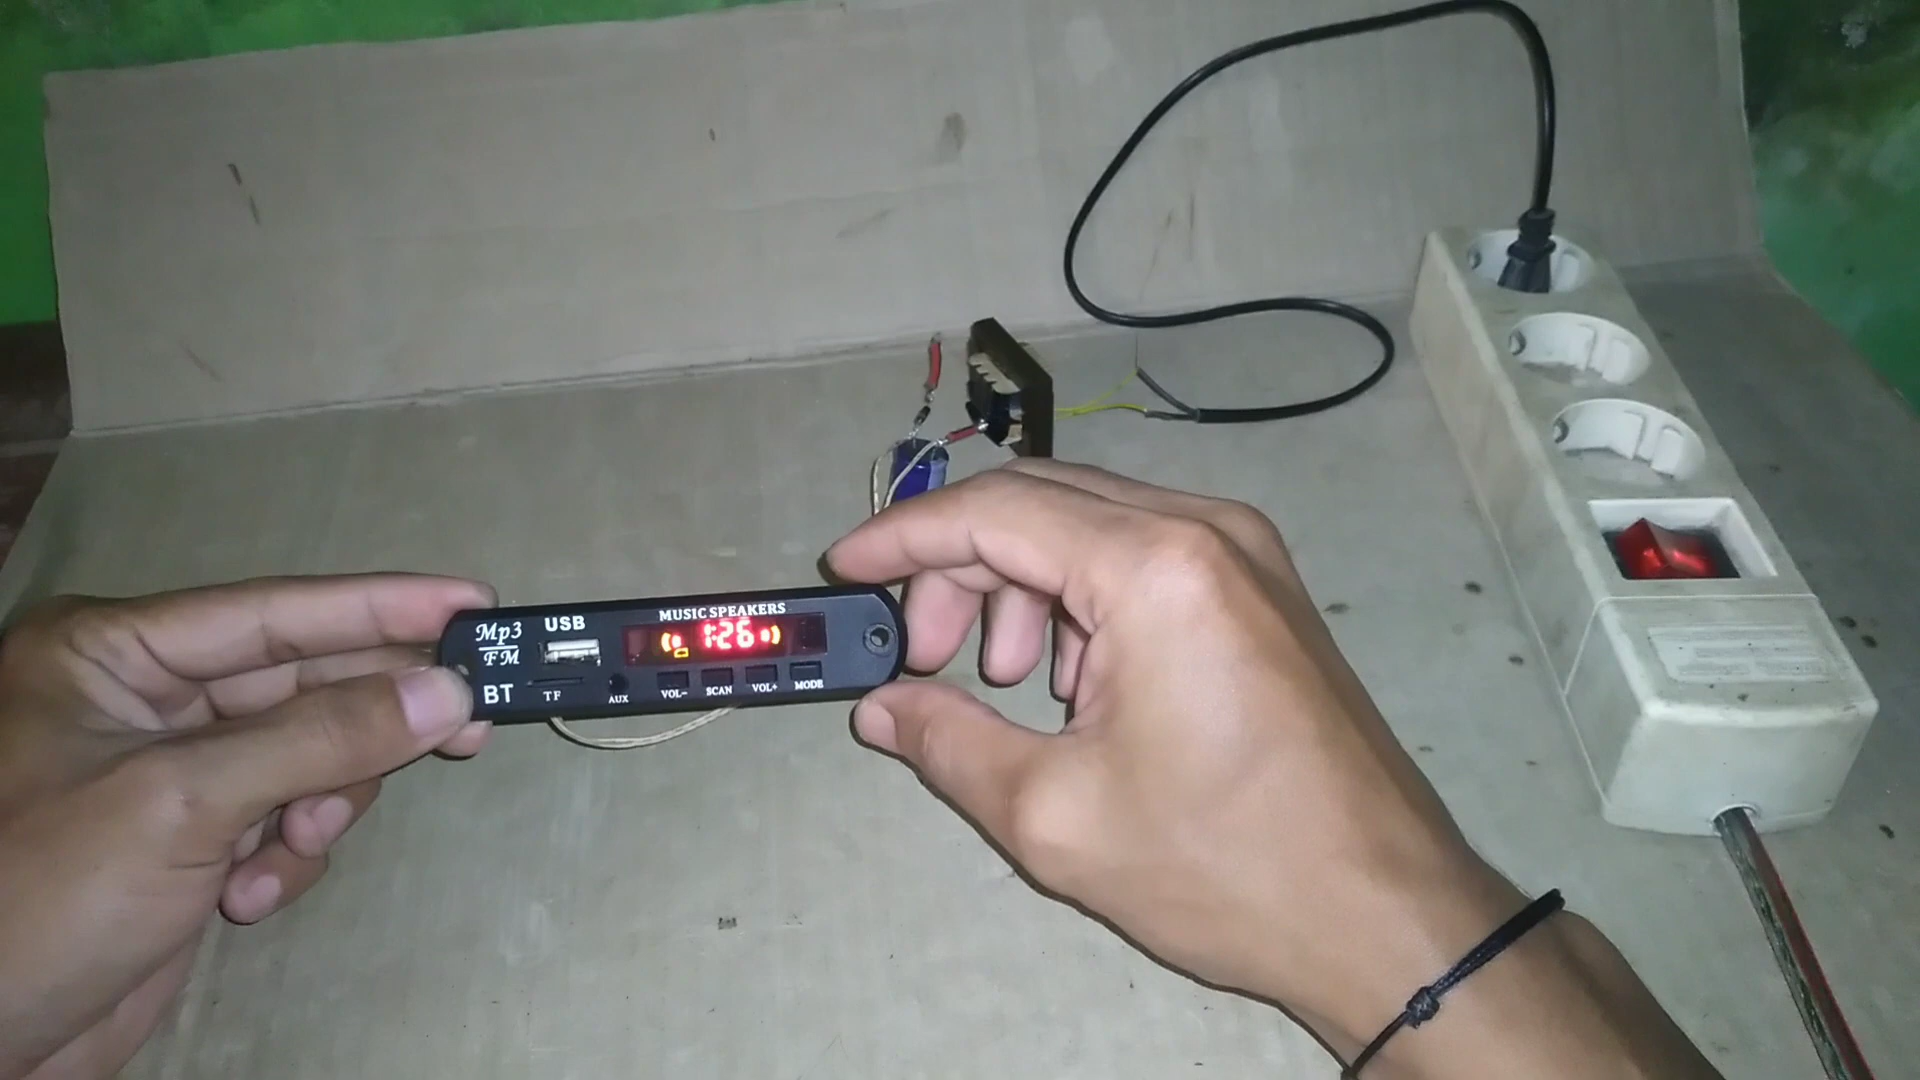 MUSIC SPEAKERS
Mp3
FM
USB
1:26
BT
TF
AUX
VOL-
SCAN
VOL+
MODE